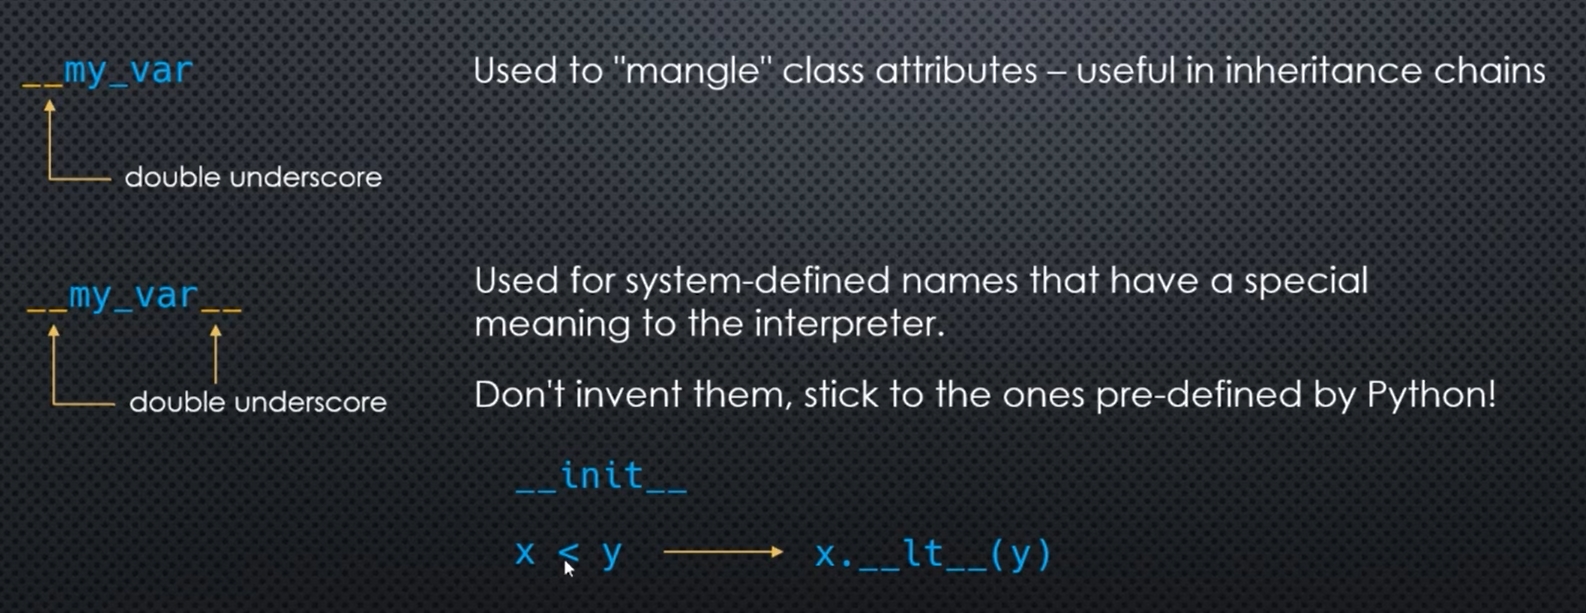 __my_var
Used to "mangle" class attributes – useful in inheritance chains
double underscore
__my_var__
Used for system-defined names that have a special
meaning to the interpreter.
double underscore
Don't invent them, stick to the ones pre-defined by Python!
__init__
x < y
x.__lt__(y)